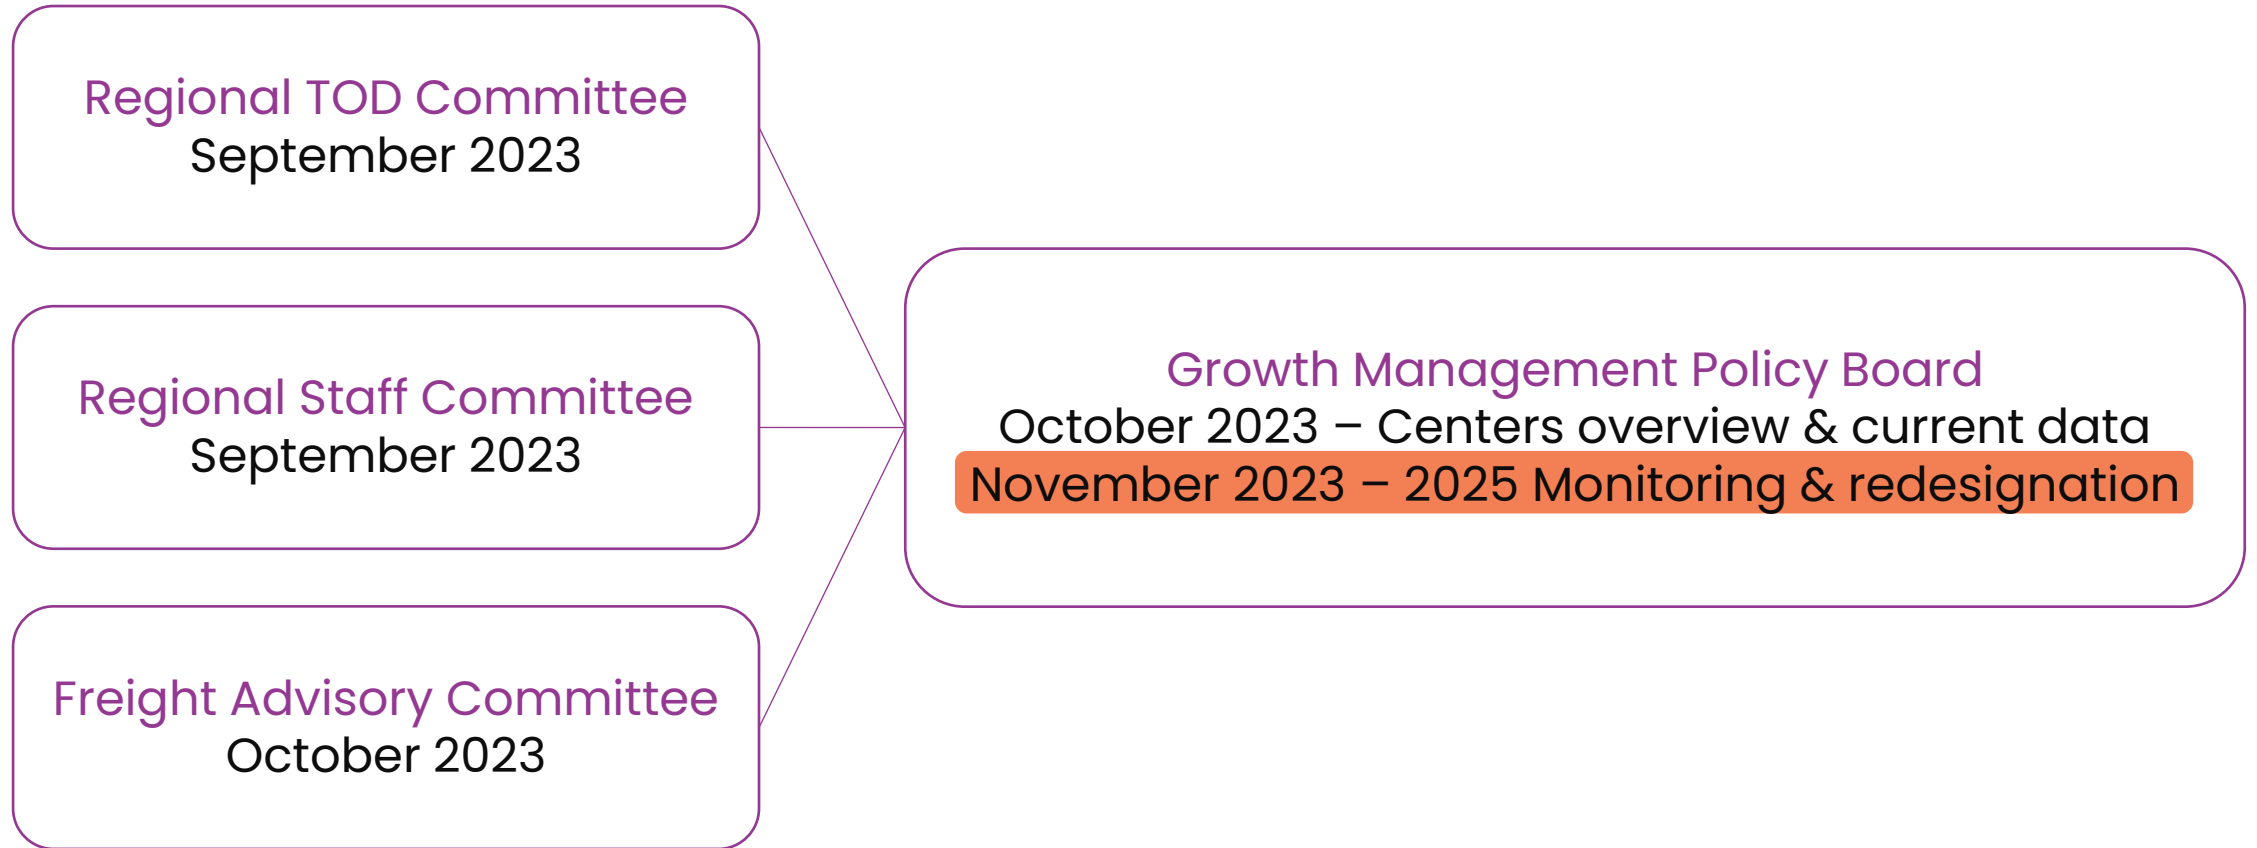 Regional TOD Committee
September 2023
Regional Staff Committee
September 2023
Freight Advisory Committee
October 2023
Growth Management Policy Board
October 2023 – Centers overview & current data
November 2023 – 2025 Monitoring & redesignation